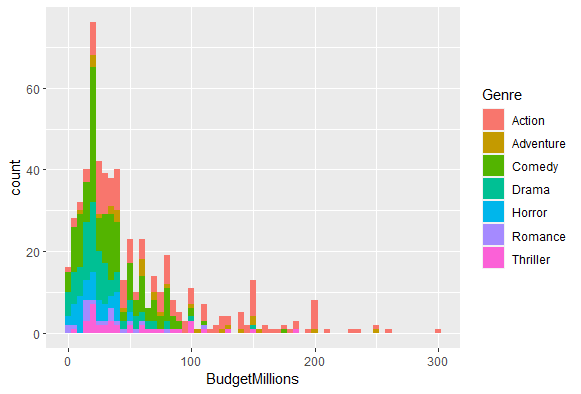 60
40
20
0
0
100
200
300
count
BudgetMillions
Genre
Action
Adventure
Comedy
Drama
Horror
Romance
Thriller